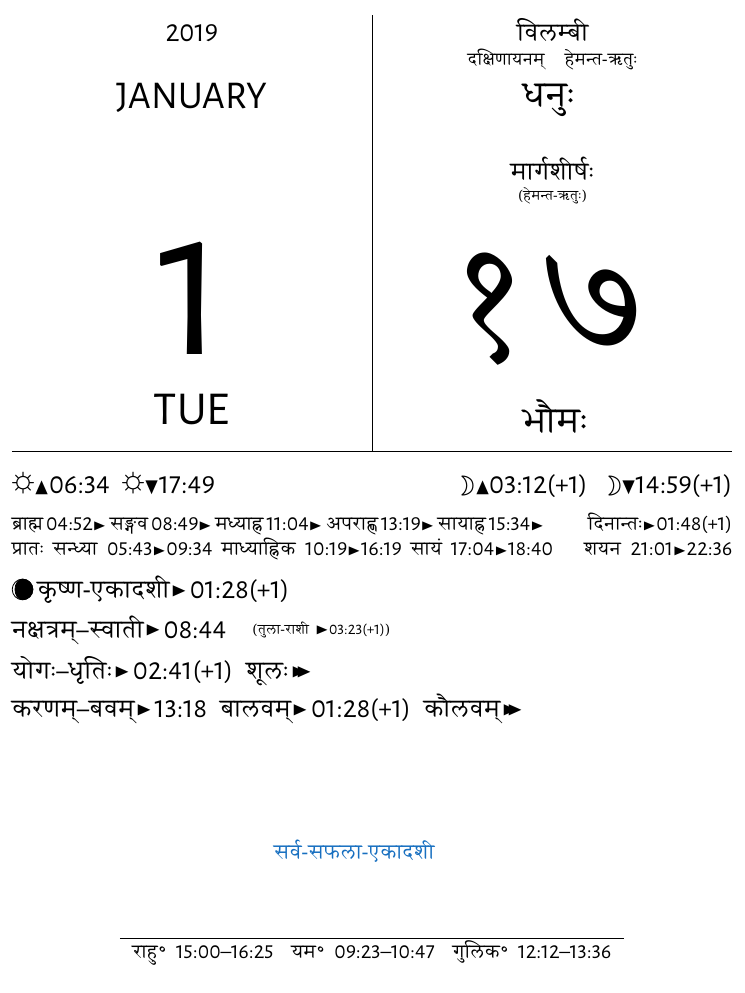 2019
JANUARY
1
TUE
विलम्बी
दक्षिणायनम् हेमन्त-ऋतुः
धनुः
मार्गशीर्षः
(हेमन्त-ऋतुः)
१७
भौमः
☼▲06:34 ☼▼17:49 ☽▲03:12(+1) ☽▼14:59(+1)
ब्राह्म 04:52► सङ्गव 08:49► मध्याह्न 11:04► अपराह्ण 13:19► सायाह्न 15:34► दिनान्तः►01:48(+1)
प्रातः सन्ध्या 05:43►09:34 माध्याह्निक 10:19►16:19 सायं 17:04►18:40 शयन 21:01►22:36
कृष्ण-एकादशी►01:28(+1)
नक्षत्रम्–स्वाती►08:44 (तुला-राशी ►03:23(+1))
योगः–धृतिः►02:41(+1) शूलः►►
करणम्–बवम्►13:18 बालवम्►01:28(+1) कौलवम्►►
सर्व-सफला-एकादशी
राहु° 15:00–16:25 यम° 09:23–10:47 गुलिक° 12:12–13:36